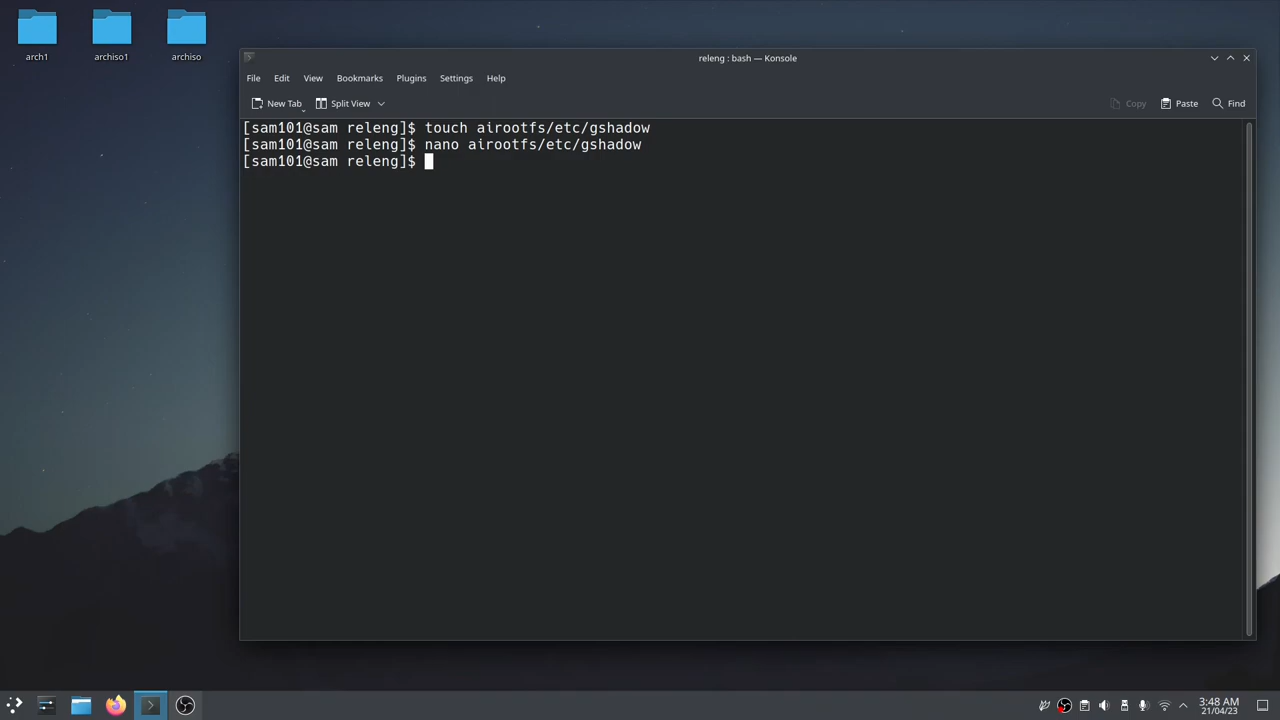 arch1
archiso1
archiso
releng : bash — Konsole
File Edit View Bookmarks Plugins Settings Help
New Tab Split View Copy Paste Find
[sam101@sam releng]$ touch airootfs/etc/gshadow
[sam101@sam releng]$ nano airootfs/etc/gshadow
[sam101@sam releng]$
3:48 AM
21/04/23